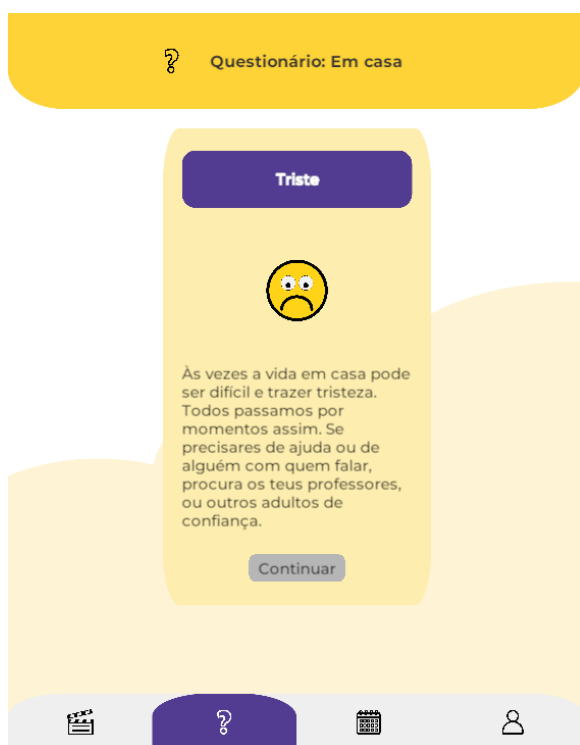 Questionário: Em casa
Triste
Às vezes a vida em casa pode
ser difícil e trazer tristeza.
Todos passamos por
momentos assim. Se
precisares de ajuda ou de
alguém com quem falar,
procura os teus professores,
ou outros adultos de
confiança.
Continuar